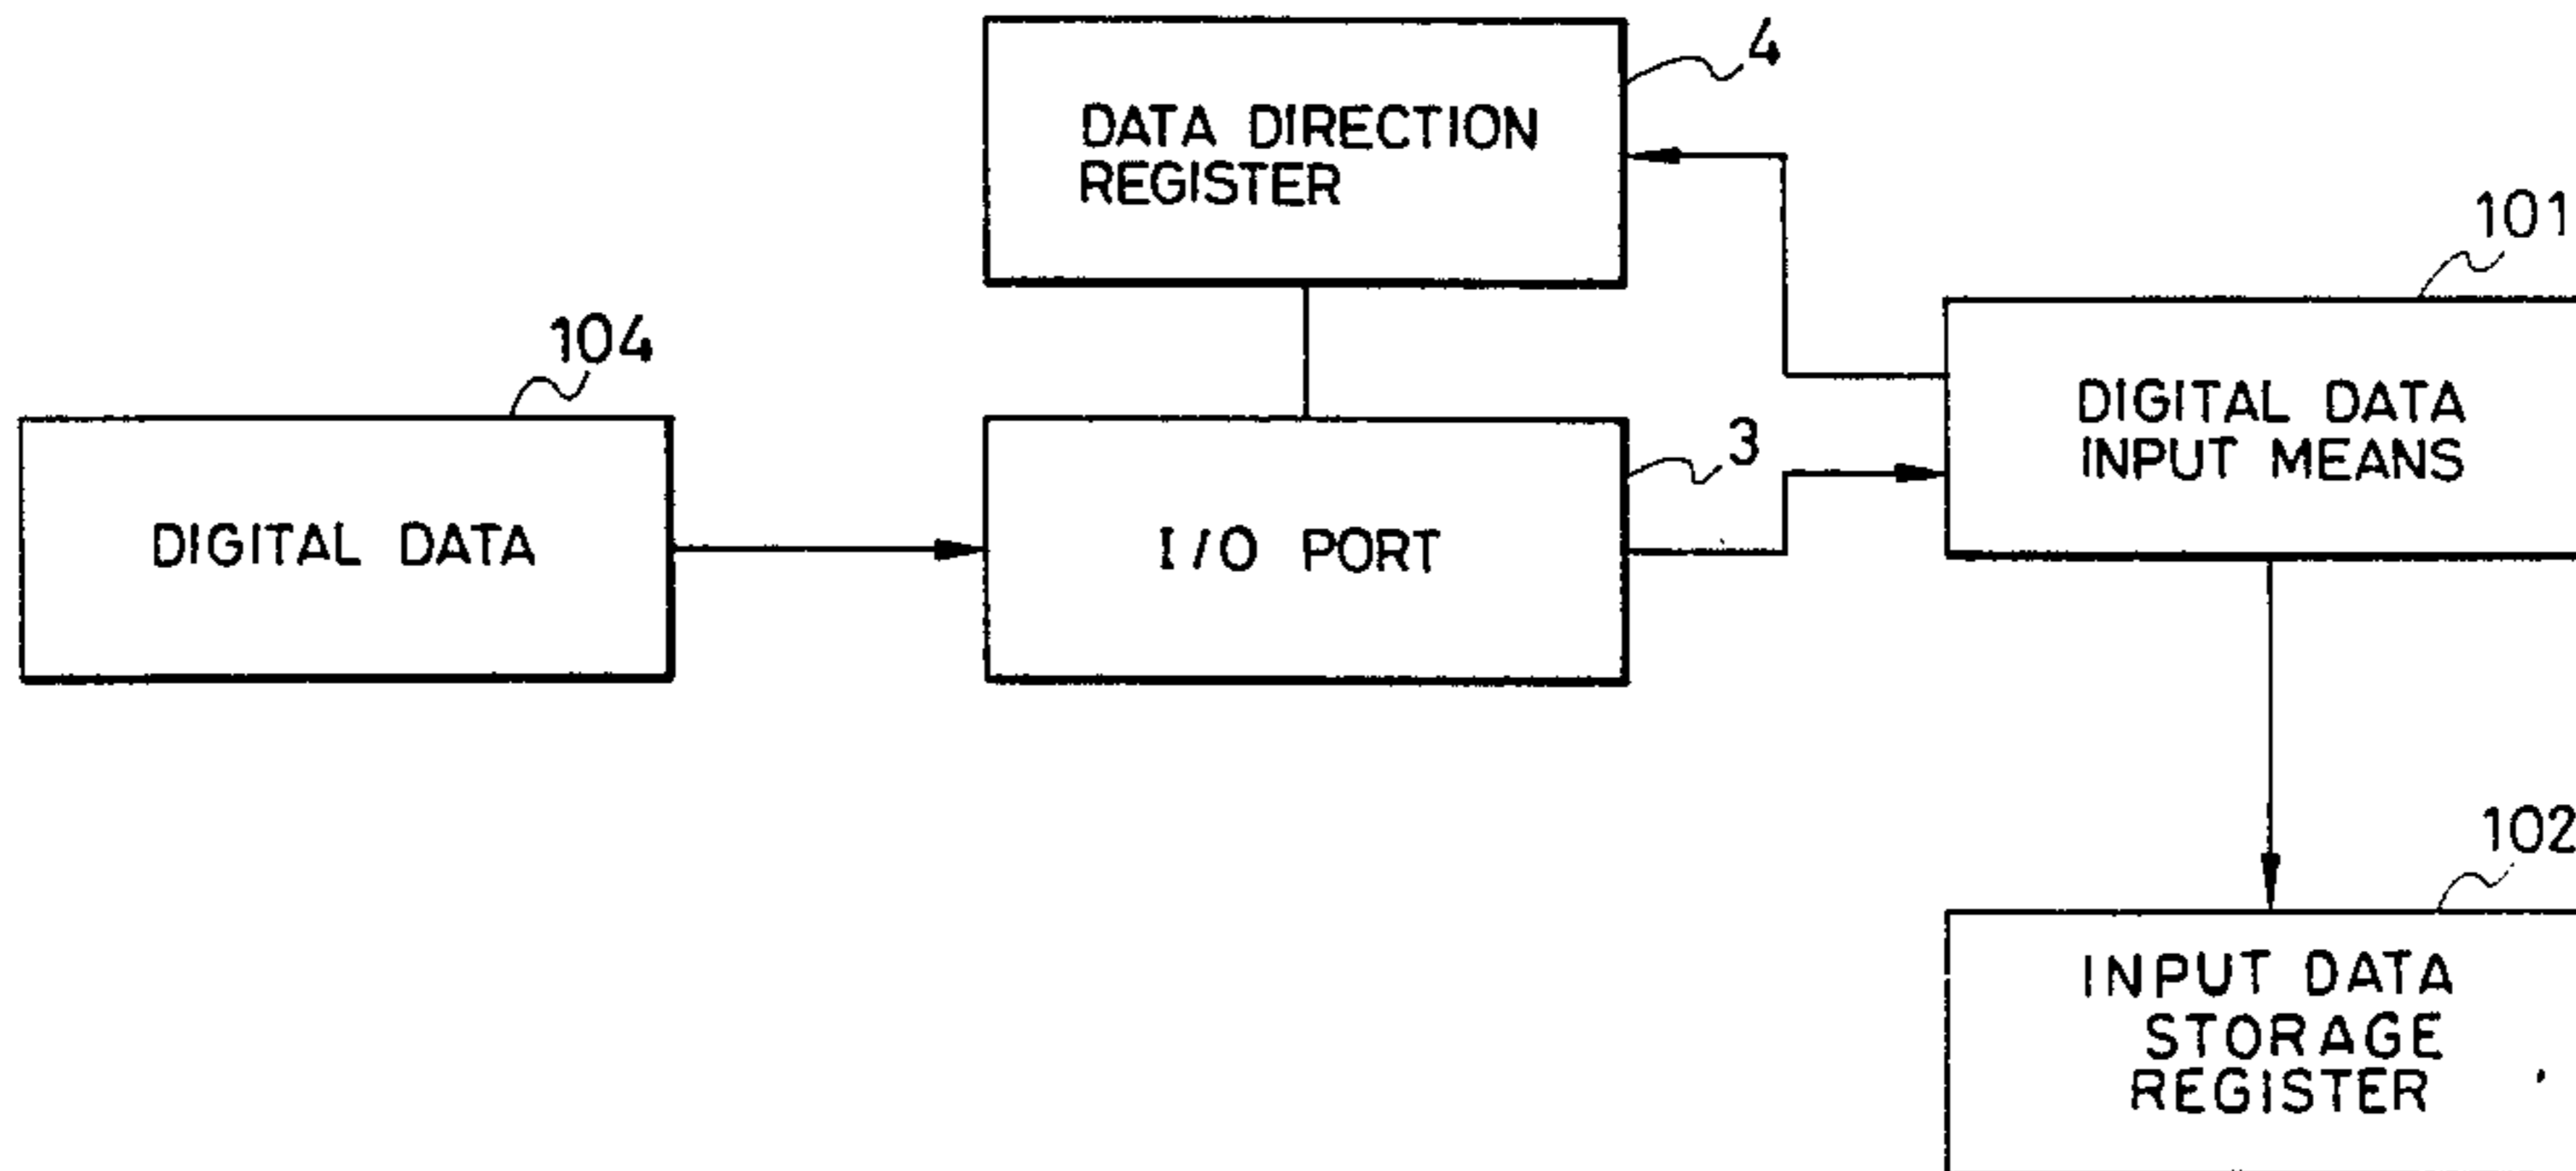 4
DATA DIRECTION
REGISTER
101
104
DIGITAL DATA
INPUT MEANS
3
DIGITAL DATA
I/O PORT
102
INPUT DATA
STORAGE
REGISTER